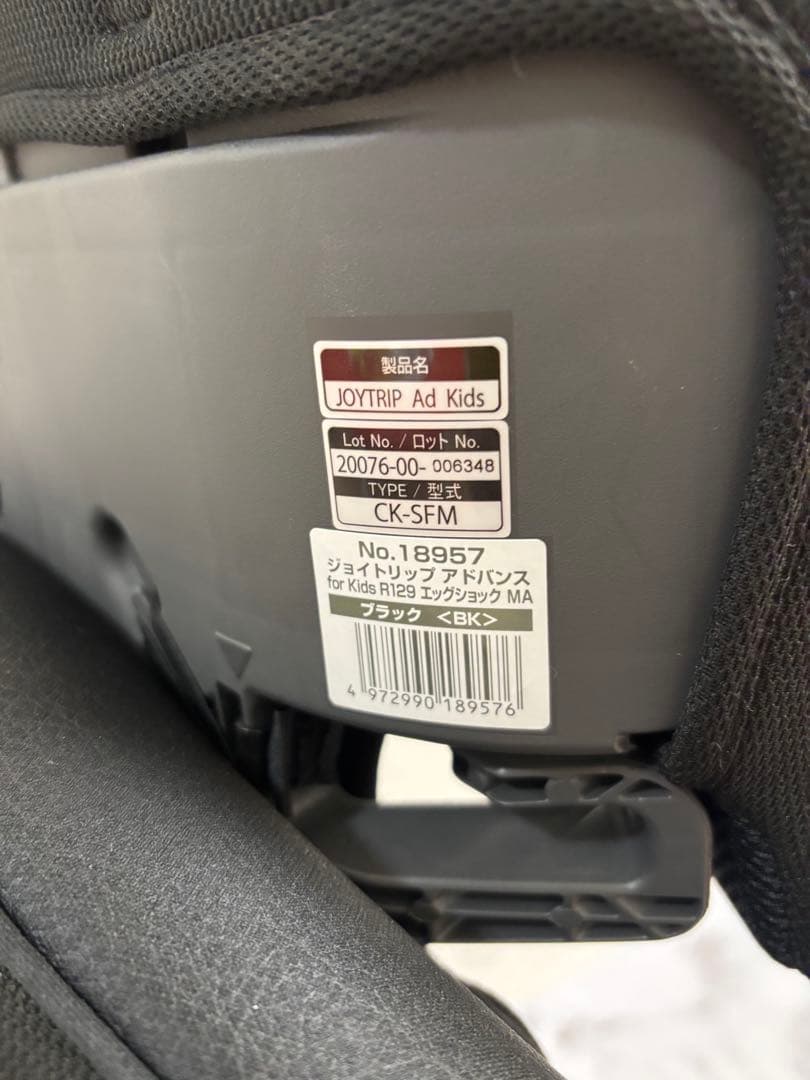 製品名
JOYTRIP Ad Kids
Lot No. / ロット No.
20076-00-006348
TYPE / 型式
CK-SFM
No.18957
ジョイトリップ アドバンス
for Kids R129 エッグショック MA
ブラック <BK>
4 972990 189576